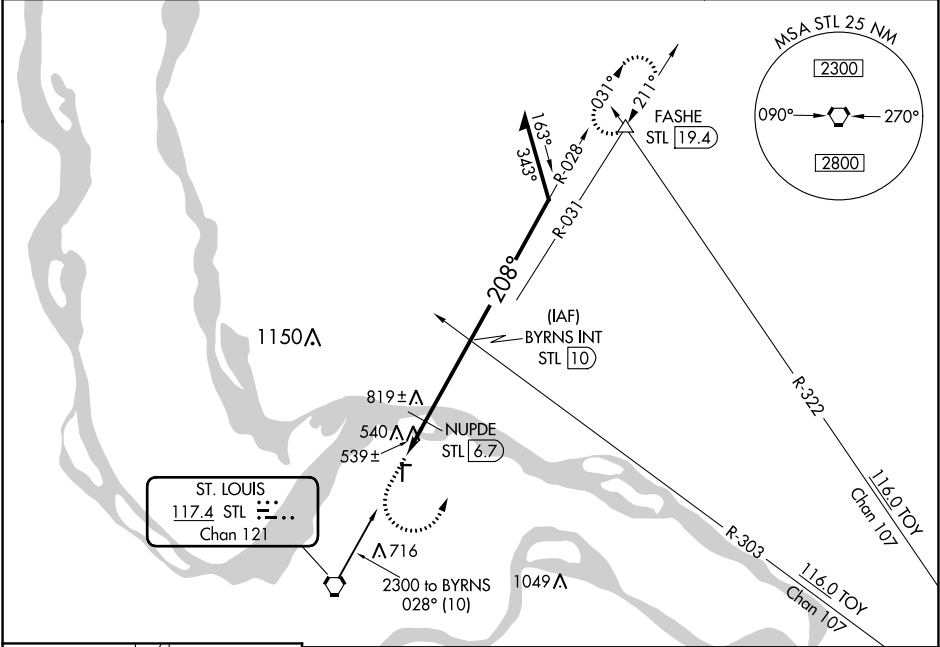 MSA STL 25 NM
2300
090°
270°
2800
031°
211°
FASHE
STL 19.4
163°
343°
R-028
R-031
208°
(IAF)
BYRNS INT
STL 10
1150
R-322
819±
540
NUPDE
539±
STL 6.7
ST. LOUIS
117.4 STL
Chan 121
116.0 TOY
Chan 107
R-303
716
2300 to BYRNS
028° (10)
1049
116.0 TOY
Chan 107